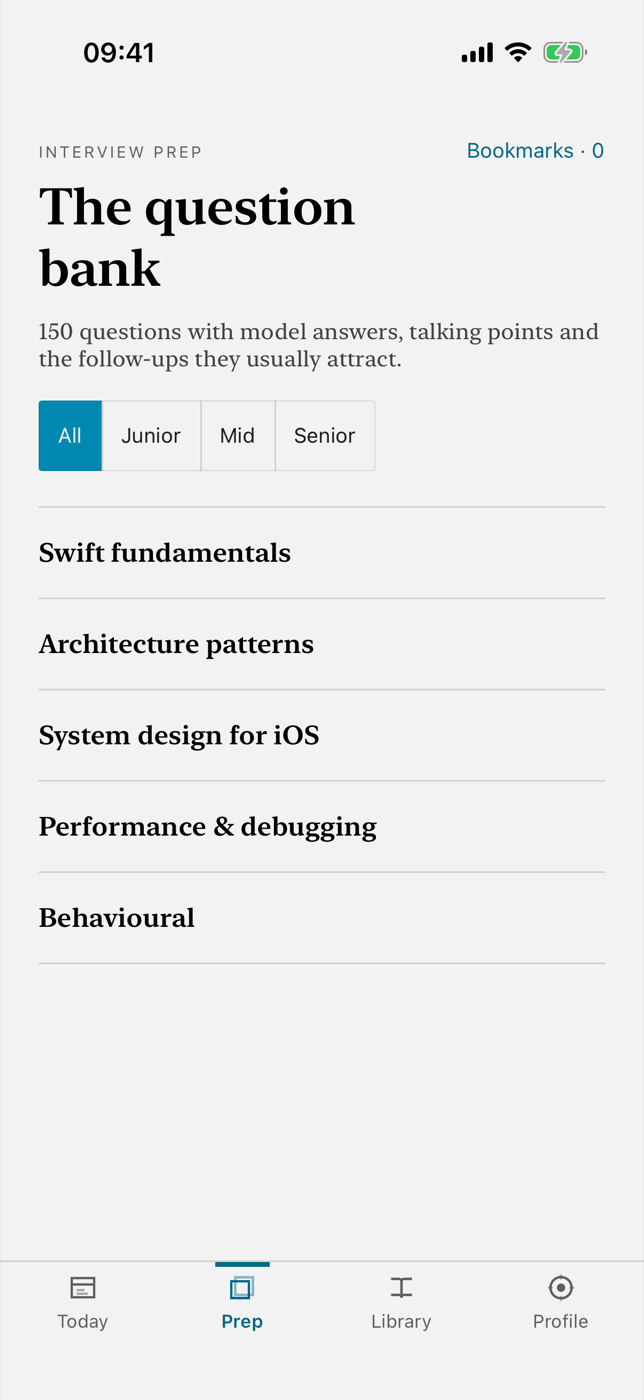 09:41
INTERVIEW PREP
Bookmarks · 0
The question
bank
150 questions with model answers, talking points and
the follow-ups they usually attract.
All
Junior
Mid
Senior
Swift fundamentals
Architecture patterns
System design for iOS
Performance & debugging
Behavioural
Today
Prep
Library
Profile